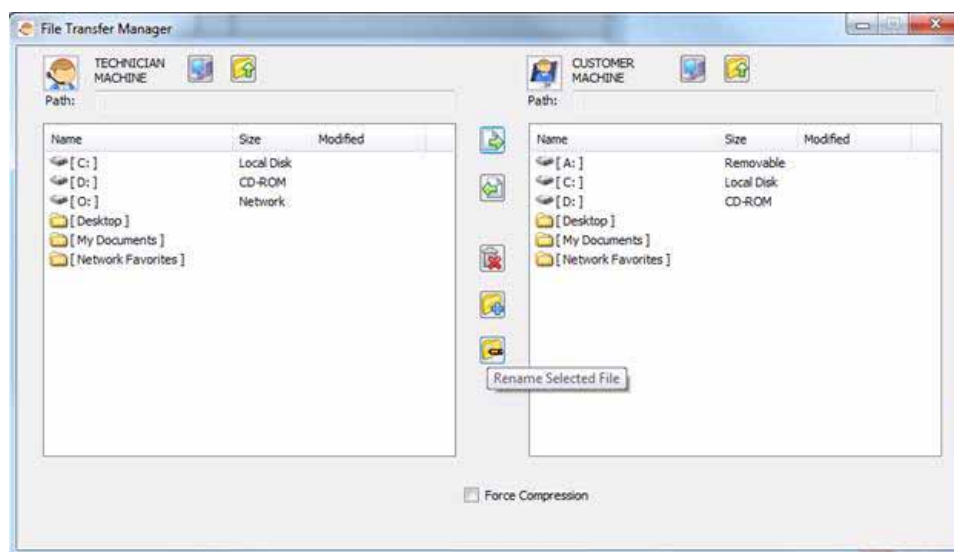 File Transfer Manager
TECHNICIAN
MACHINE
Path:
Name Size Modified
[ C: ] Local Disk
[ D: ] CD-ROM
[ O: ] Network
[ Desktop ]
[ My Documents ]
[ Network Favorites ]
CUSTOMER
MACHINE
Path:
Name Size Modified
[ A: ] Removable
[ C: ] Local Disk
[ D: ] CD-ROM
[ Desktop ]
[ My Documents ]
[ Network Favorites ]
Rename Selected File
Force Compression